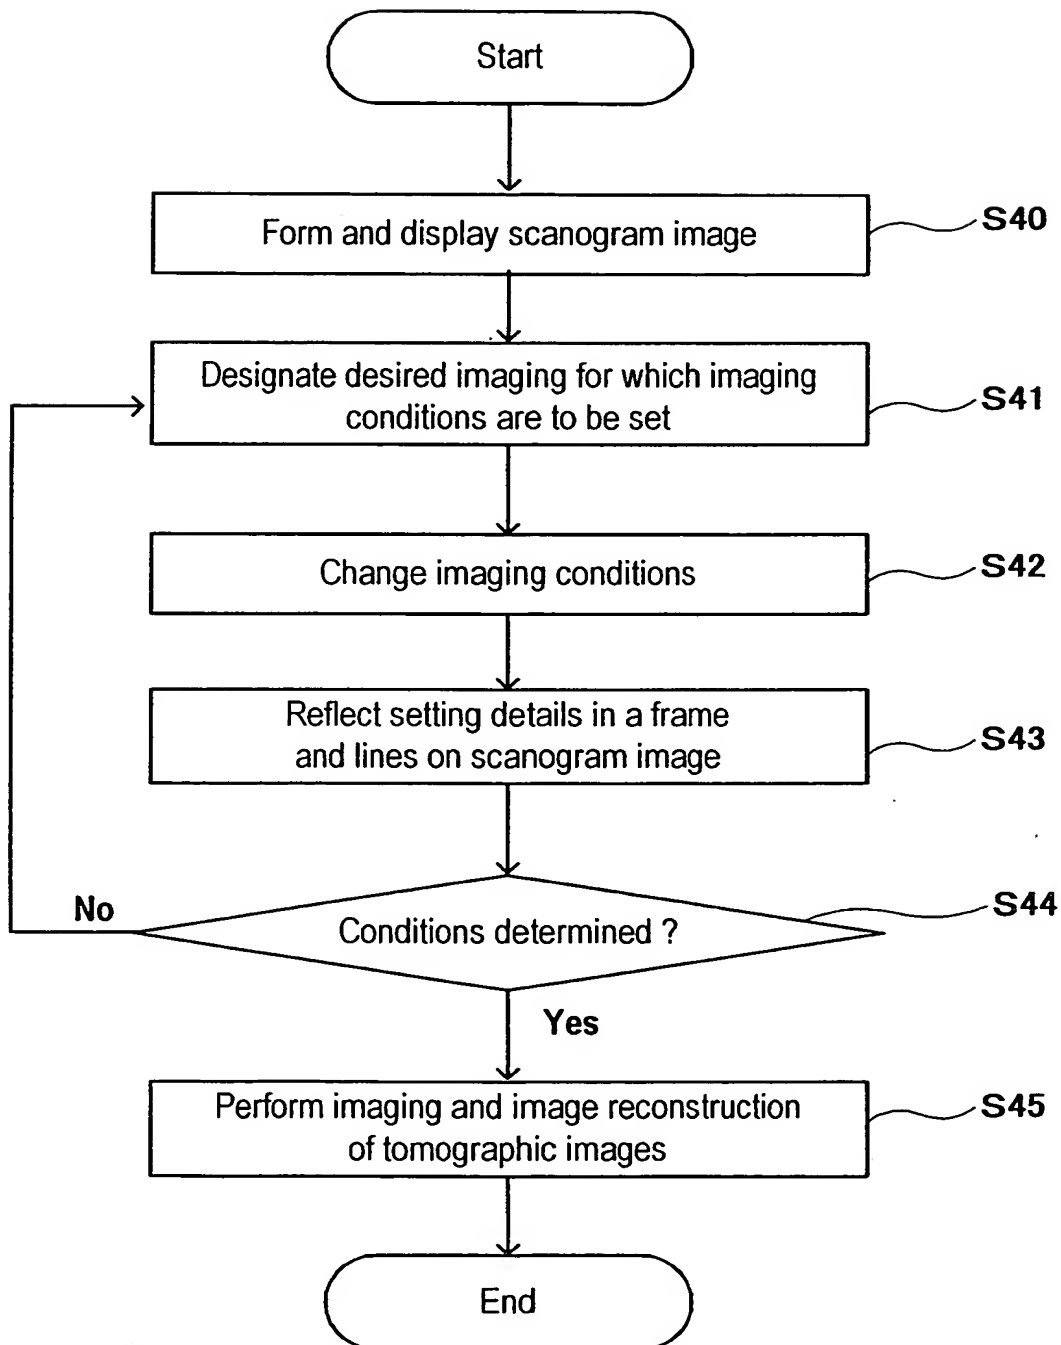 Start
Form and display scanogram image
S40
Designate desired imaging for which imaging
conditions are to be set
S41
Change imaging conditions
S42
Reflect setting details in a frame
and lines on scanogram image
S43
No
Conditions determined ?
S44
Yes
Perform imaging and image reconstruction
of tomographic images
S45
End